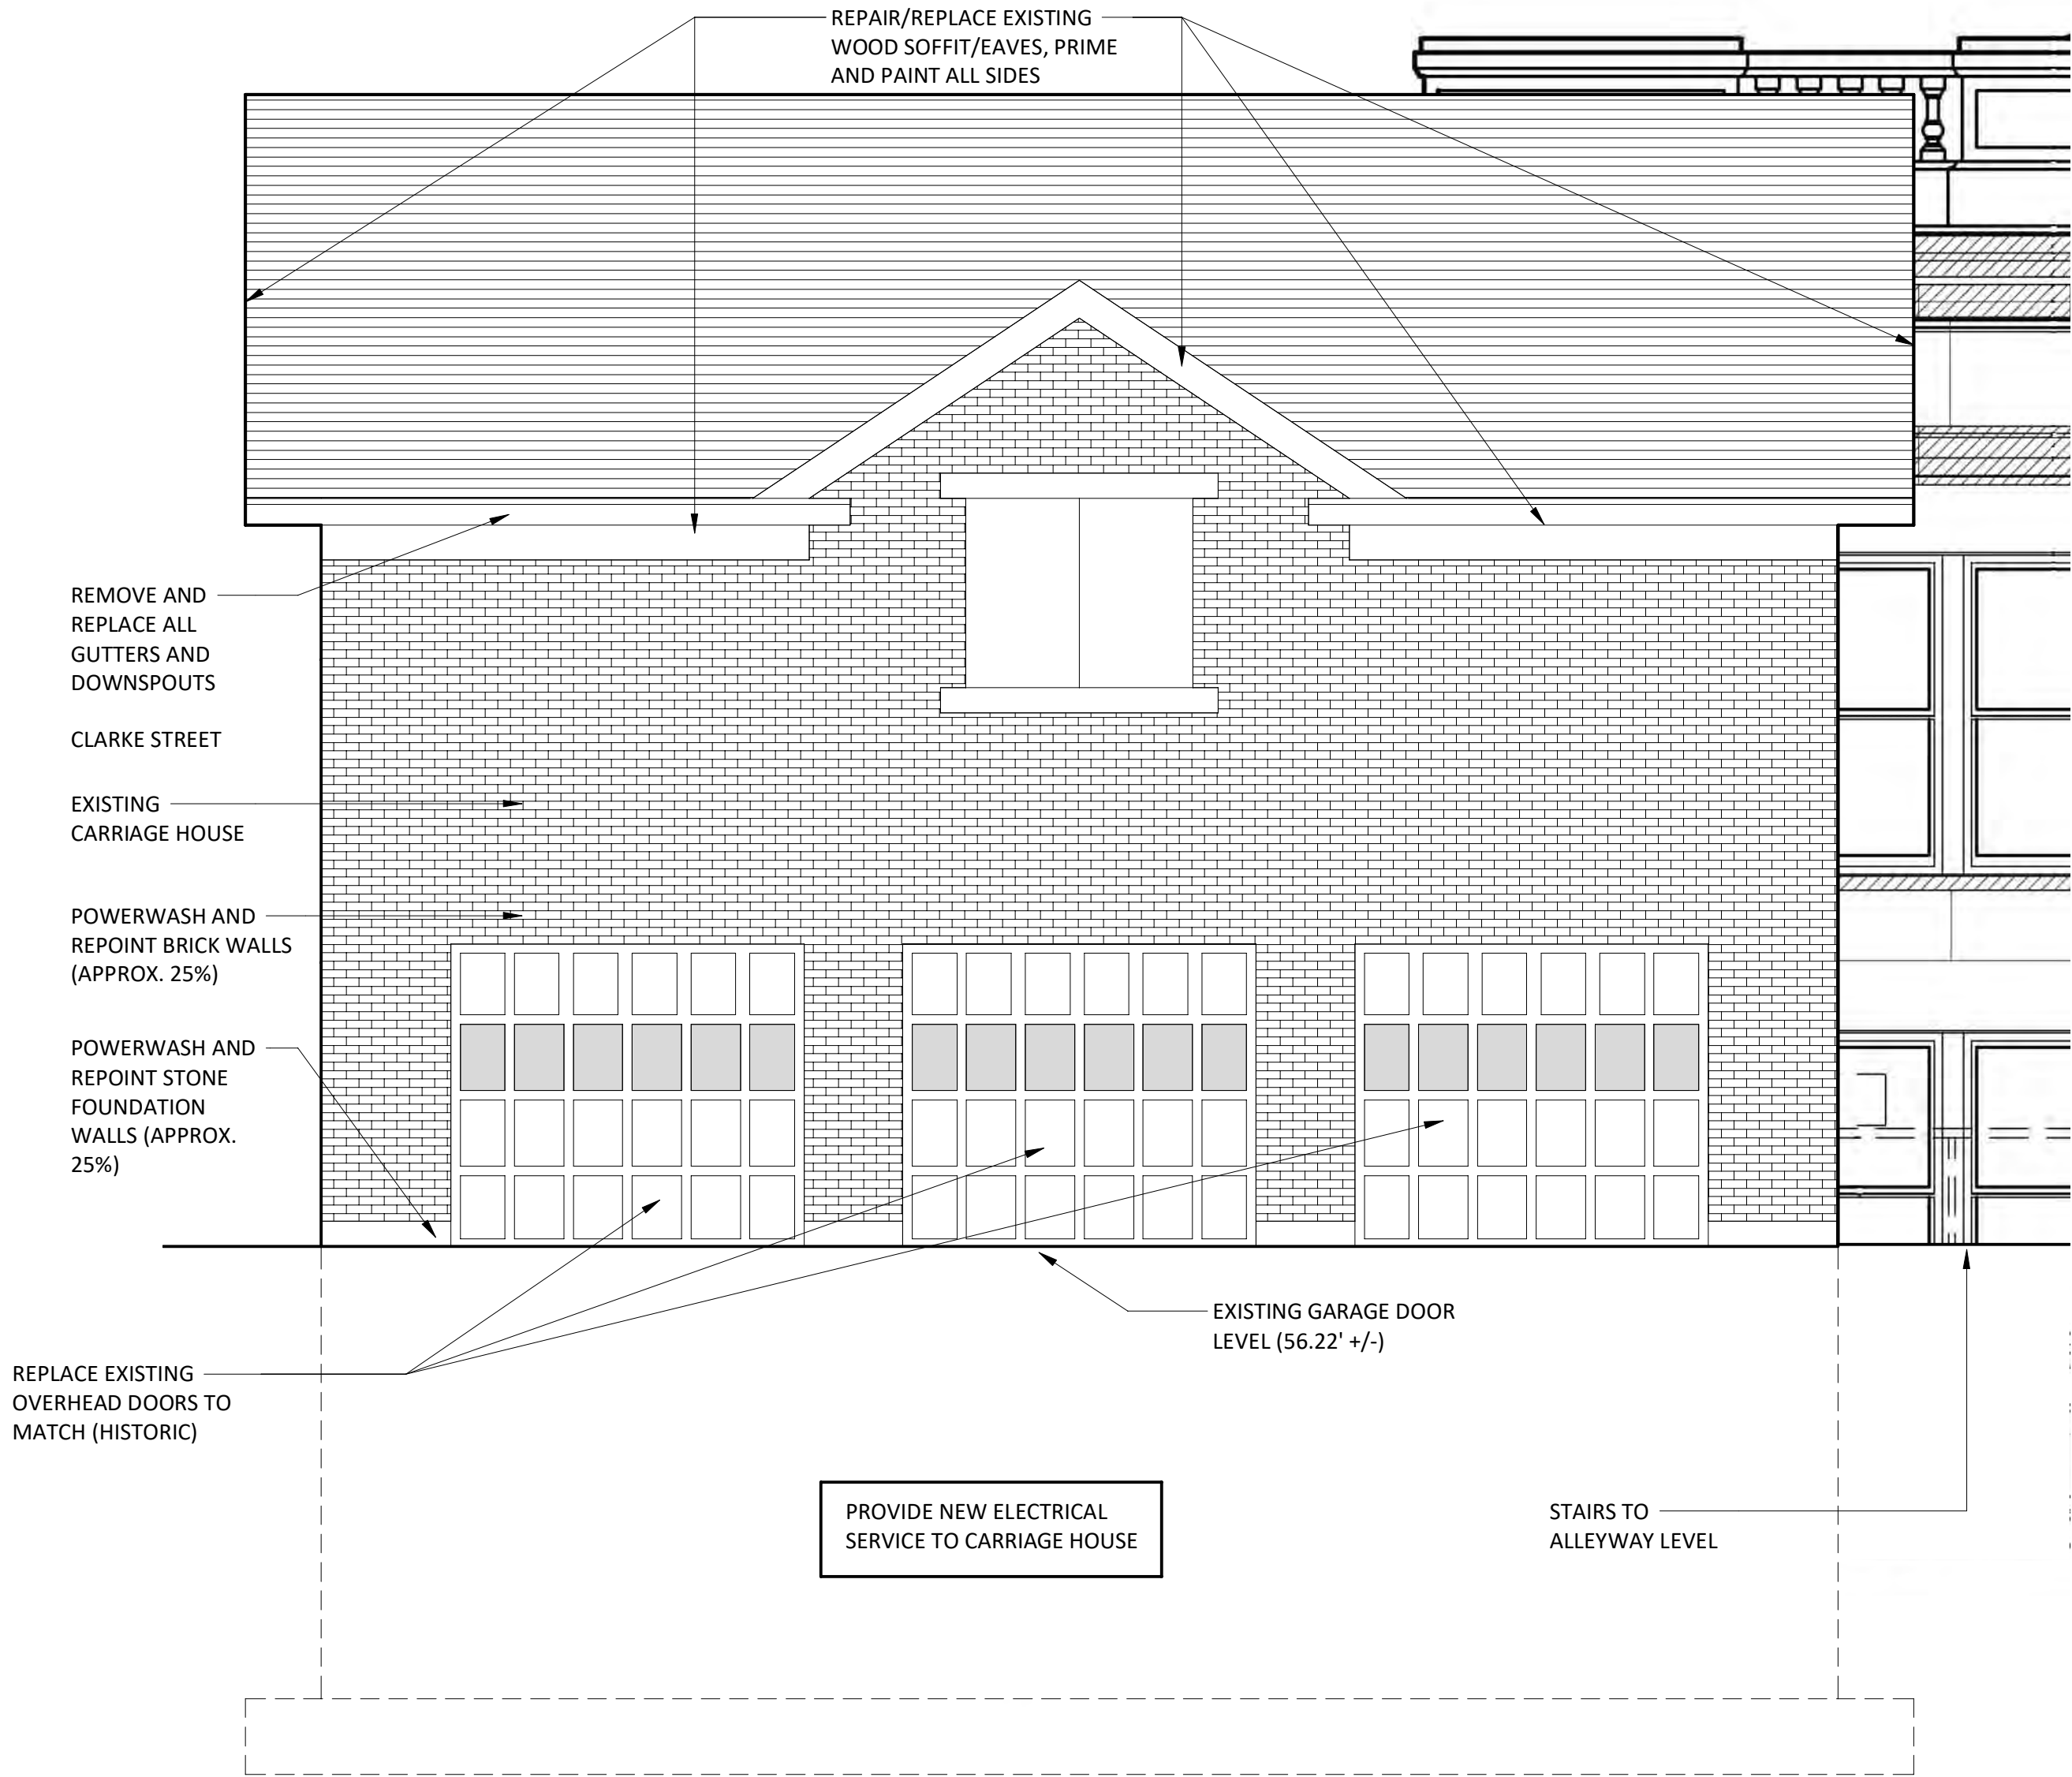 REPAIR/REPLACE EXISTING
WOOD SOFFIT/EAVES, PRIME
AND PAINT ALL SIDES
REMOVE AND
REPLACE ALL
GUTTERS AND
DOWNSPOUTS
CLARKE STREET
EXISTING
CARRIAGE HOUSE
POWERWASH AND
REPOINT BRICK WALLS
(APPROX. 25%)
POWERWASH AND
REPOINT STONE
FOUNDATION
WALLS (APPROX.
25%)
EXISTING GARAGE DOOR
LEVEL (56.22' +/-)
REPLACE EXISTING
OVERHEAD DOORS TO
MATCH (HISTORIC)
PROVIDE NEW ELECTRICAL
SERVICE TO CARRIAGE HOUSE
STAIRS TO
ALLEYWAY LEVEL